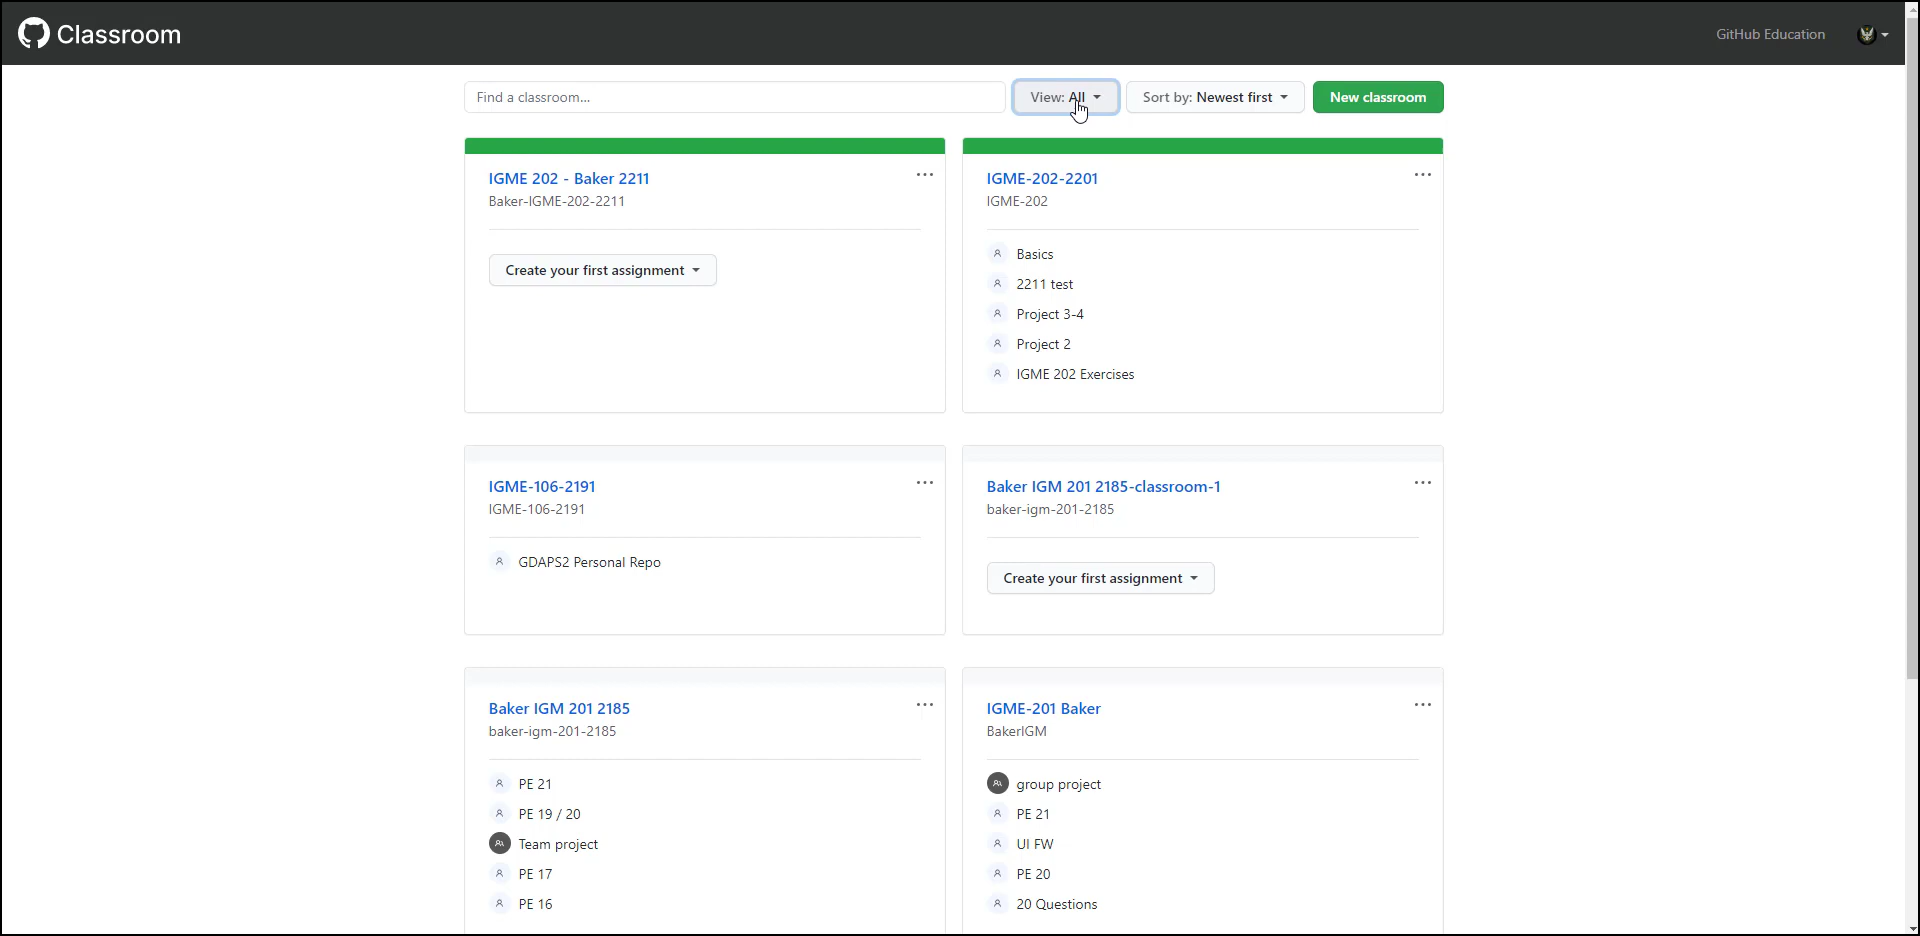 Classroom
GitHub Education
Find a classroom...
View: All
Sort by: Newest first
New classroom
IGME 202 - Baker 2211
Baker-IGME-202-2211
Create your first assignment
IGME-202-2201
IGME-202
Basics
2211 test
Project 3-4
Project 2
IGME 202 Exercises
IGME-106-2191
IGME-106-2191
GDAPS2 Personal Repo
Baker IGM 201 2185-classroom-1
baker-igm-201-2185
Create your first assignment
Baker IGM 201 2185
baker-igm-201-2185
PE 21
PE 19 / 20
Team project
PE 17
PE 16
IGME-201 Baker
BakerIGM
group project
PE 21
UI FW
PE 20
20 Questions